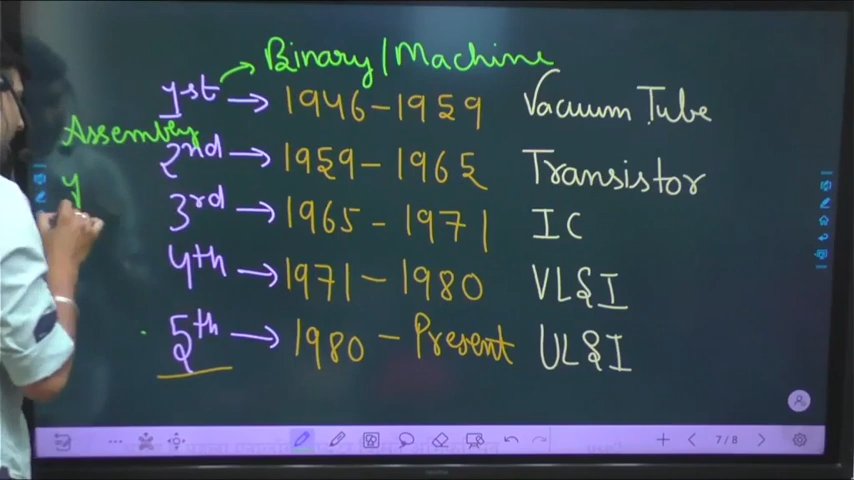 Binary/Machine
1st → 1946-1959 Vacuum Tube
Assembly
2nd → 1959-1965 Transistor
3rd → 1965-1971 IC
4th → 1971-1980 VLSI
5th → 1980-Present ULSI
7/8